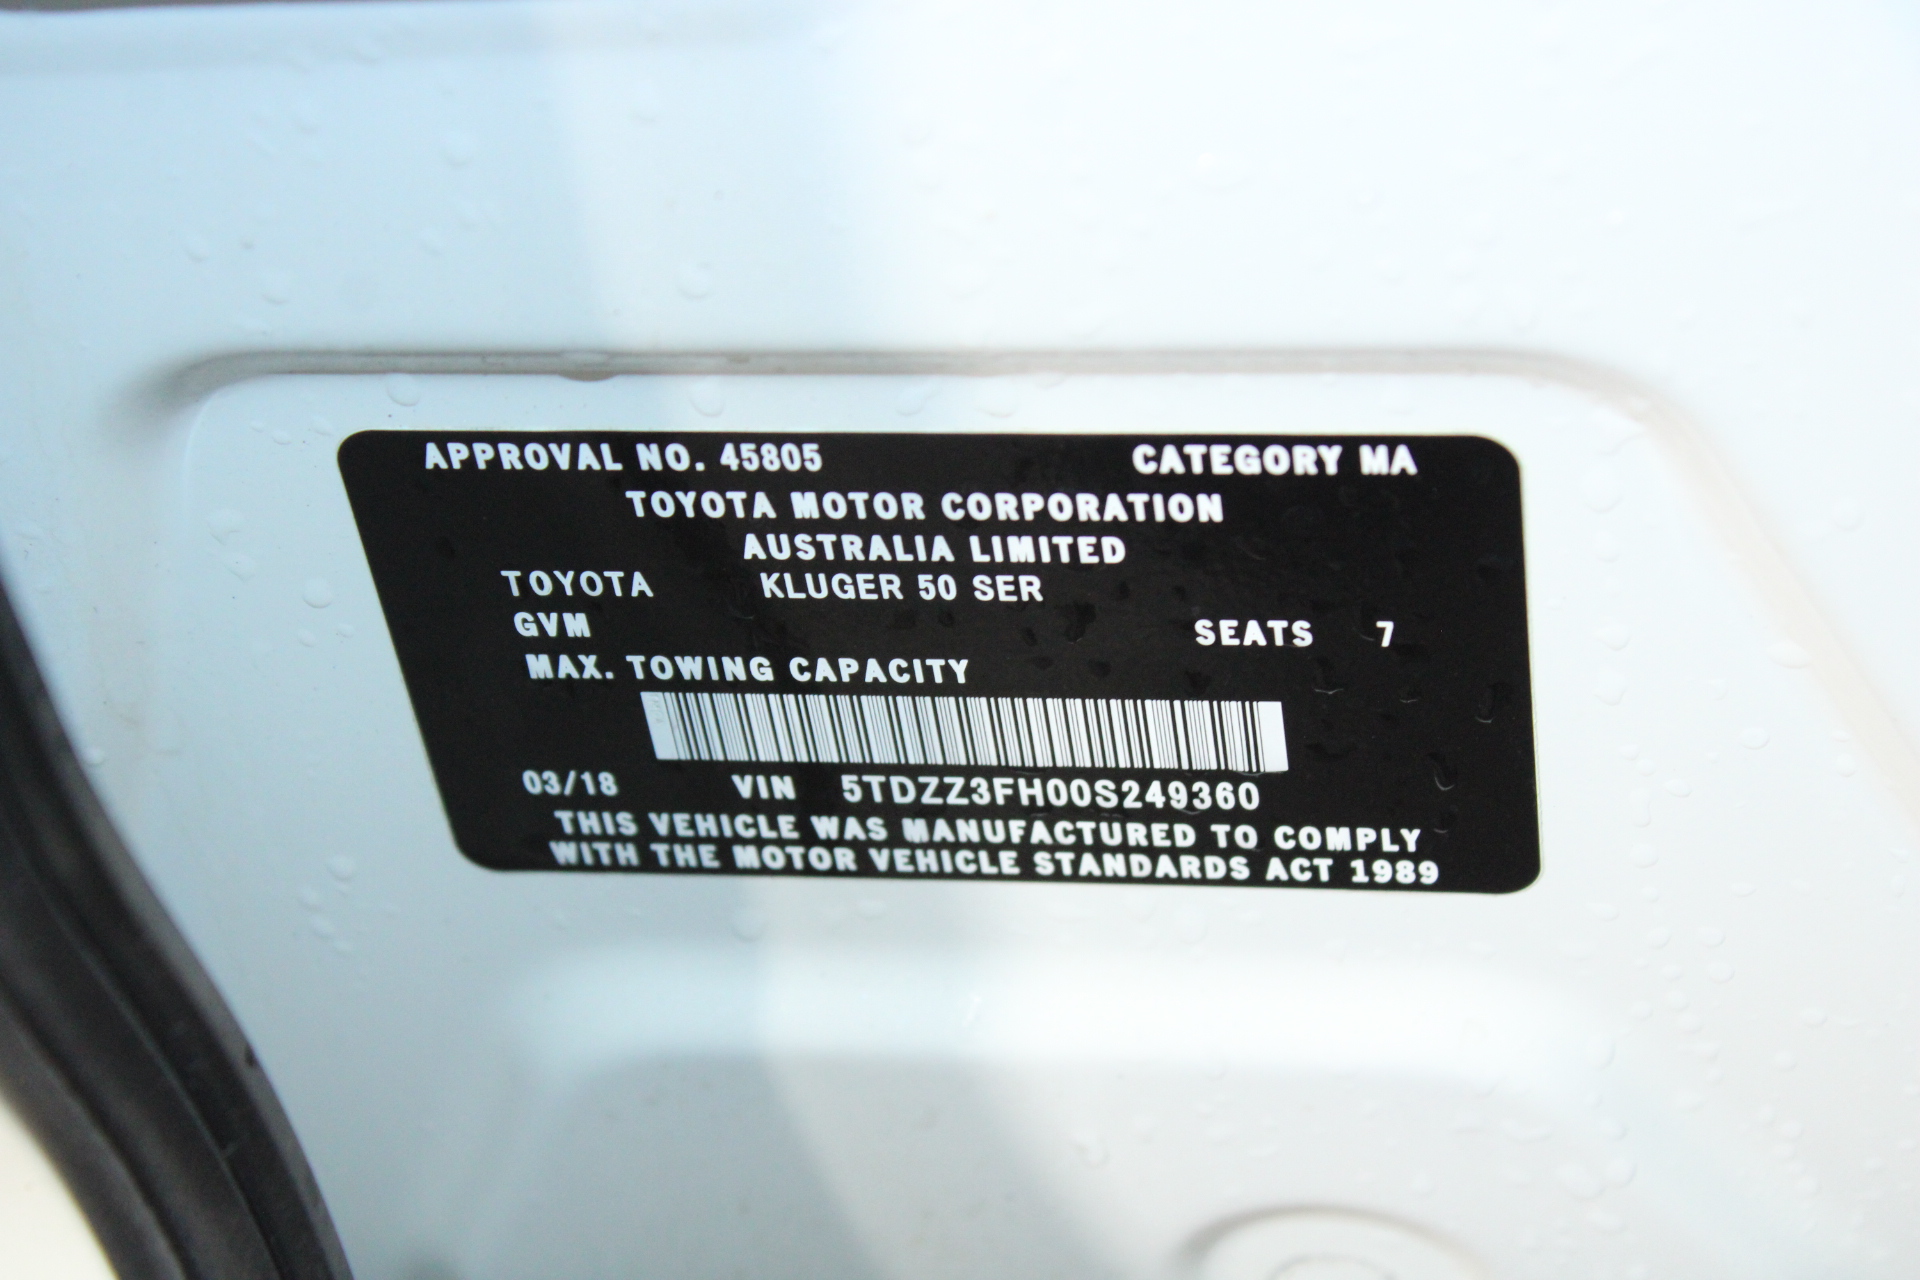 APPROVAL NO. 45805 CATEGORY MA
TOYOTA MOTOR CORPORATION
AUSTRALIA LIMITED
TOYOTA KLUGER 50 SER
GVM SEATS 7
MAX. TOWING CAPACITY
03/18 VIN 5TDZZ3FH00S249360
THIS VEHICLE WAS MANUFACTURED TO COMPLY
WITH THE MOTOR VEHICLE STANDARDS ACT 1989